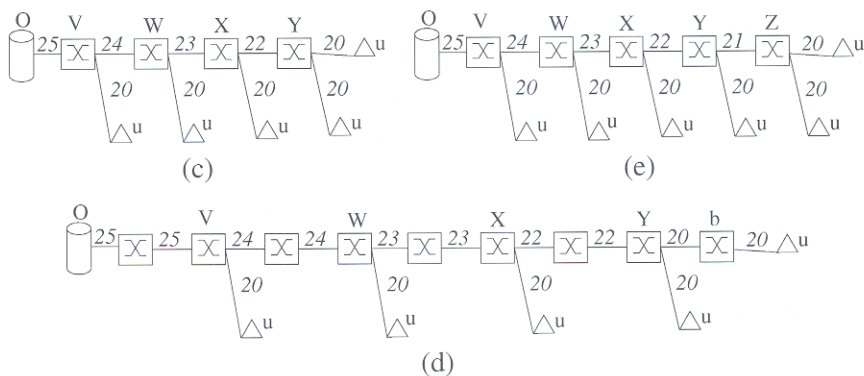 O V W X Y
25 24 23 22 20 u
20 20 20 20
u u u u
(c)
O V W X Y Z
25 24 23 22 21 20 u
20 20 20 20 20
u u u u u
(e)
O V W X Y b
25 25 24 24 23 23 22 22 20 20 u
20 20 20 20
u u u u
(d)